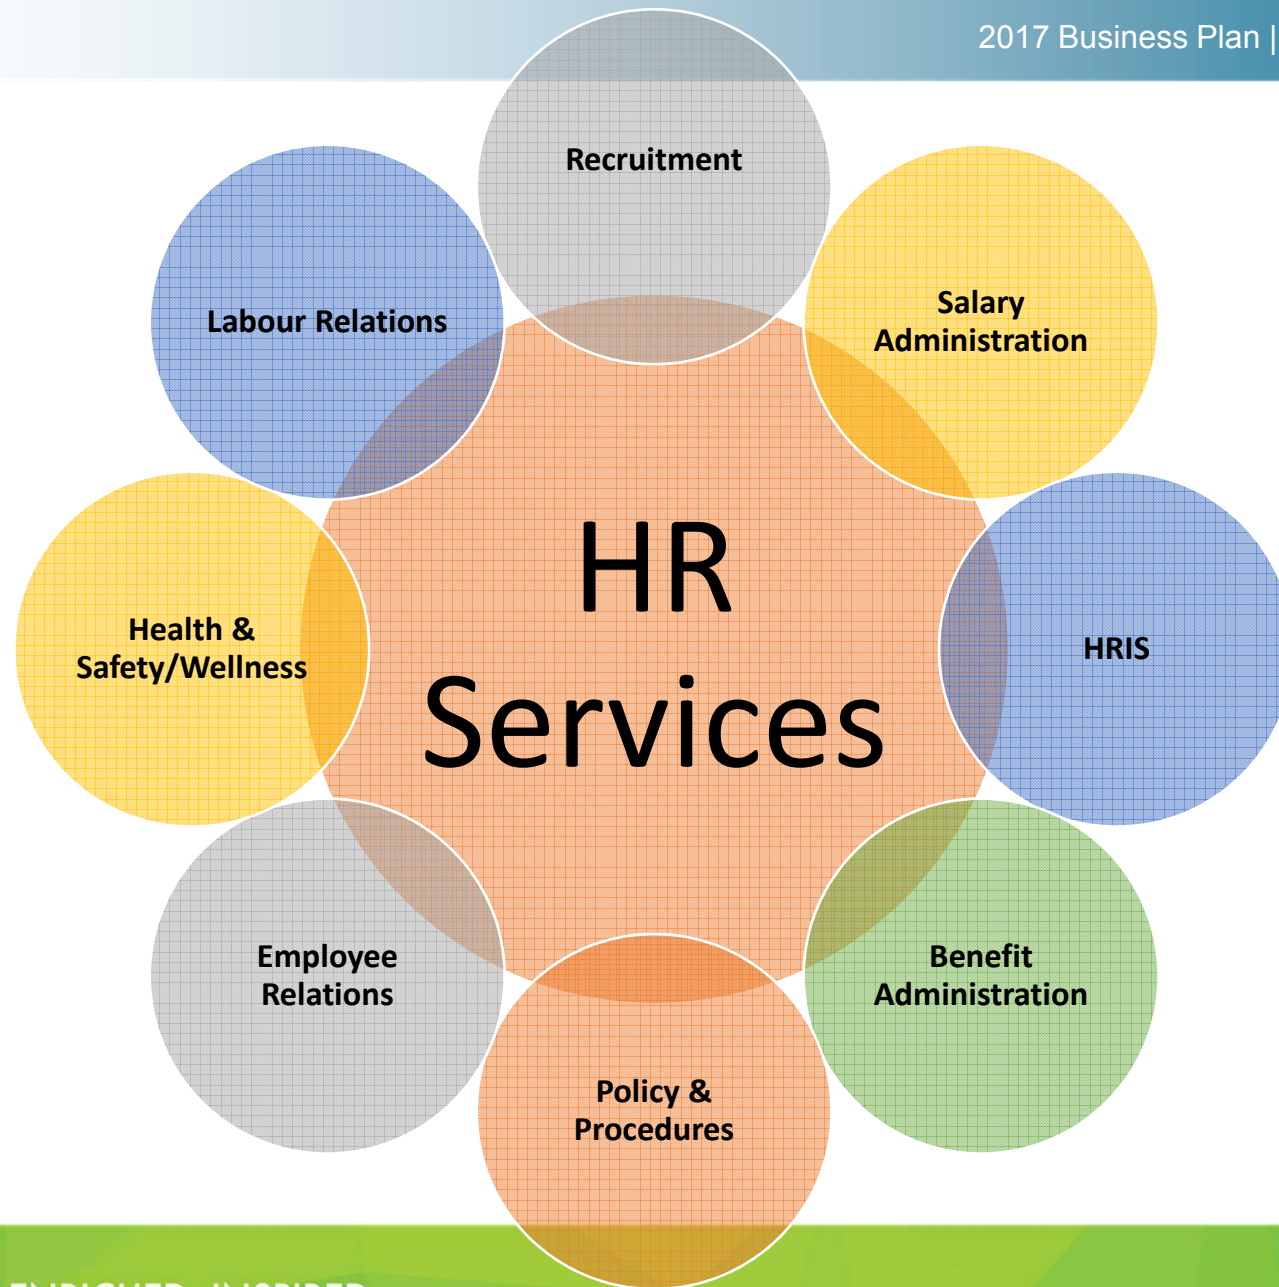 2017 Business Plan |
Recruitment
Labour Relations
Salary
Administration
HR
Services
Health &
Safety/Wellness
HRIS
Employee
Relations
Benefit
Administration
Policy &
Procedures